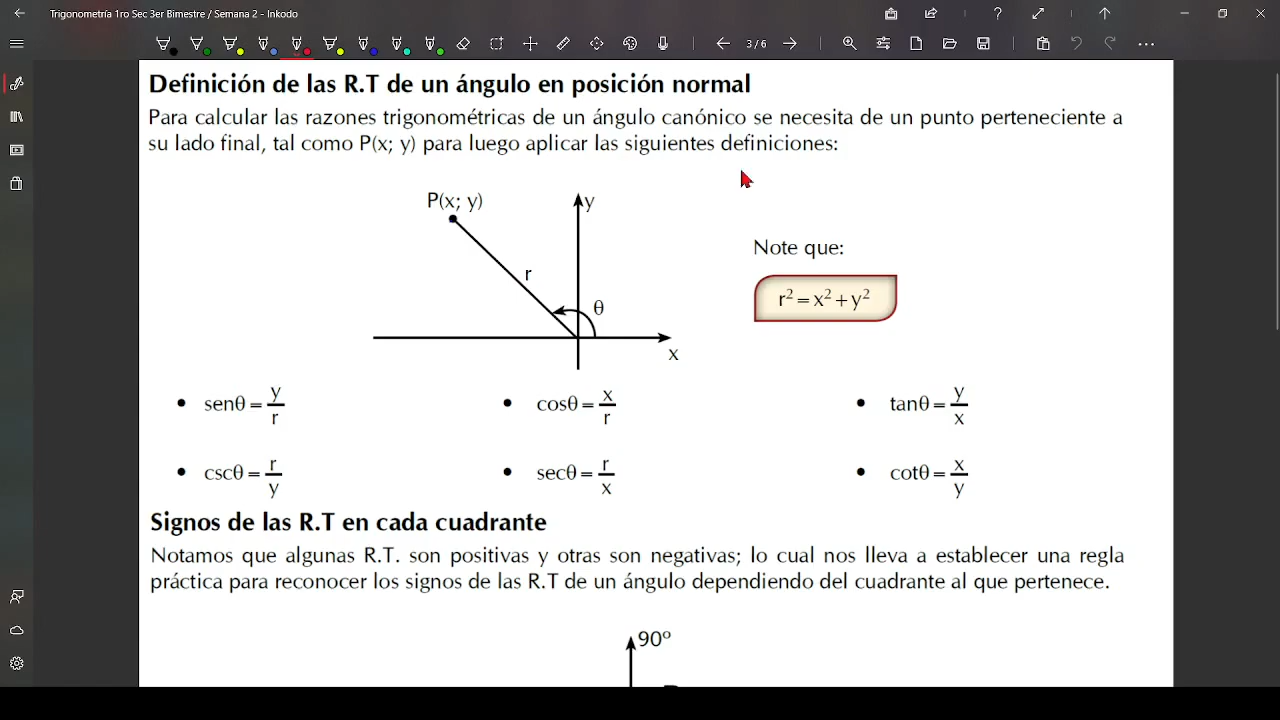 Trigonometría 1ro Sec 3er Bimestre / Semana 2 - Inkodo
3/6
Definición de las R.T de un ángulo en posición normal
Para calcular las razones trigonométricas de un ángulo canónico se necesita de un punto perteneciente a
su lado final, tal como P(x; y) para luego aplicar las siguientes definiciones:
P(x; y)
y
r
θ
x
Note que:
r² = x² + y²
• senθ = y/r
• cosθ = x/r
• tanθ = y/x
• cscθ = r/y
• secθ = r/x
• cotθ = x/y
Signos de las R.T en cada cuadrante
Notamos que algunas R.T. son positivas y otras son negativas; lo cual nos lleva a establecer una regla
práctica para reconocer los signos de las R.T de un ángulo dependiendo del cuadrante al que pertenece.
90º